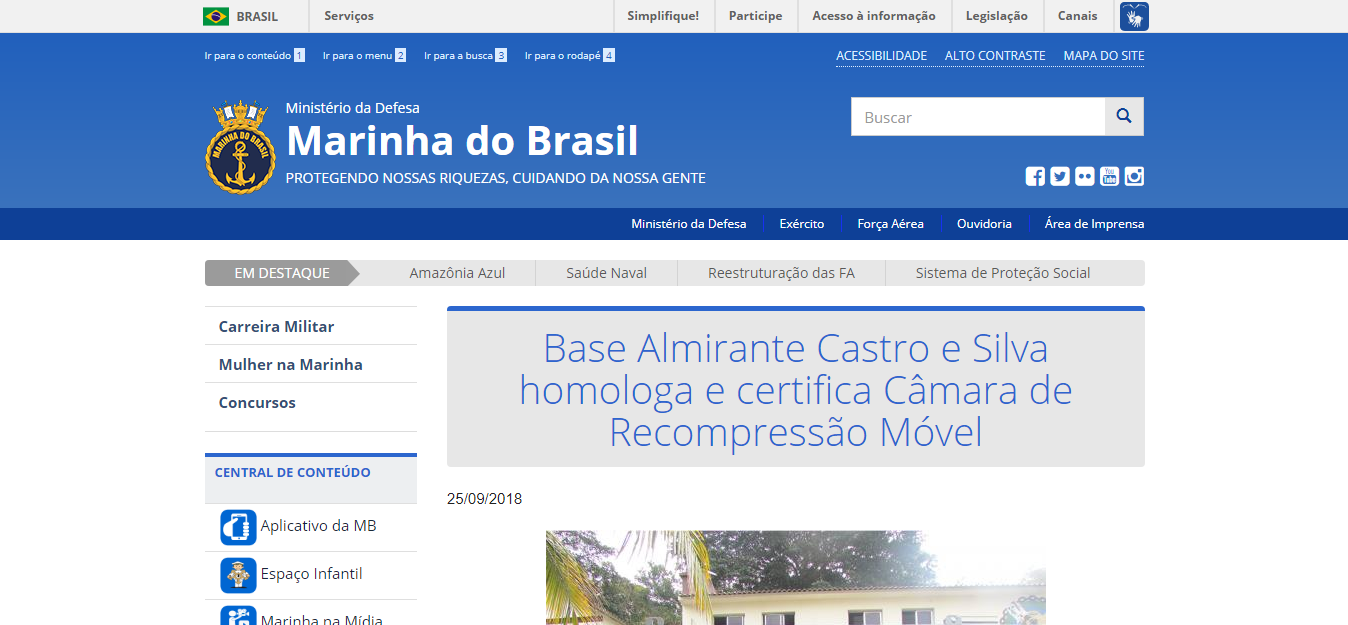 BRASIL
Serviços
Simplifique!
Participe
Acesso à informação
Legislação
Canais
Ir para o conteúdo 1
Ir para o menu 2
Ir para a busca 3
Ir para o rodapé 4
ACESSIBILIDADE
ALTO CONTRASTE
MAPA DO SITE
MARINHA DO BRASIL
Ministério da Defesa
Marinha do Brasil
PROTEGENDO NOSSAS RIQUEZAS, CUIDANDO DA NOSSA GENTE
Buscar
You
Tube
Ministério da Defesa
Exército
Força Aérea
Ouvidoria
Área de Imprensa
EM DESTAQUE
Amazônia Azul
Saúde Naval
Reestruturação das FA
Sistema de Proteção Social
Carreira Militar
Mulher na Marinha
Concursos
CENTRAL DE CONTEÚDO
Aplicativo da MB
Espaço Infantil
Marinha na Mídia
Base Almirante Castro e Silva
homologa e certifica Câmara de
Recompressão Móvel
25/09/2018